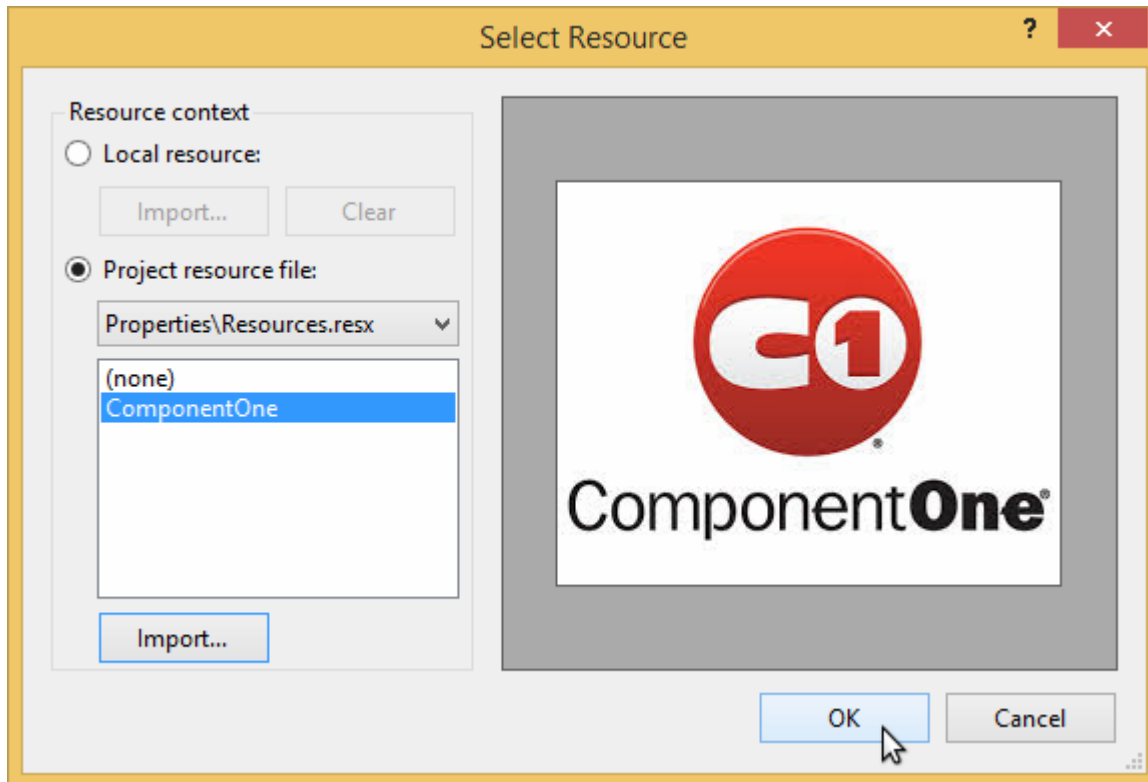 Select Resource
?
×
Resource context
Local resource:
Import...
Clear
Project resource file:
Properties\Resources.resx
(none)
ComponentOne
Import...
C1
®
ComponentOne®
OK
Cancel